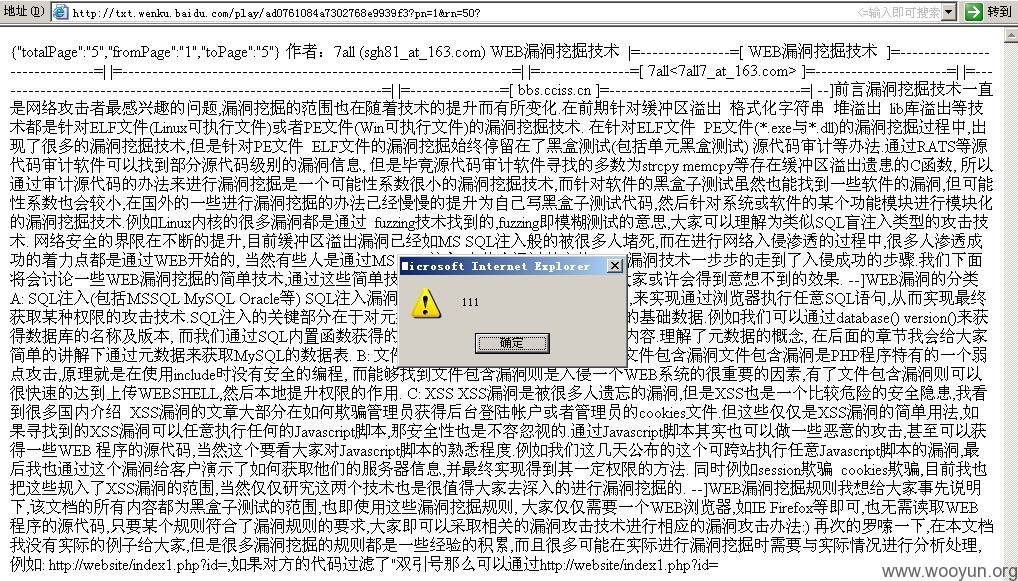 地址(D) http://txt.wenku.baidu.com/play/ad0761084a7302768e9939f3?pn=1&rn=50? <=输入即可搜索 转到
{"totalPage":"5","fromPage":"1","toPage":"5"} 作者：7all (sgh81_at_163.com) WEB漏洞挖掘技术 |=---------------=[ WEB漏洞挖掘技术 ]=-------------------
------------------=| |=-----------------------------------------------------------------=| |=---------------=[ 7all<7all7_at_163.com> ]=-----------------------=| |=----
-----------------------------------------------------------------=| |=---------------=[ bbs.cciss.cn ]=-----------------------=| --]前言漏洞挖掘技术一直
是网络攻击者最感兴趣的问题,漏洞挖掘的范围也在随着技术的提升而有所变化.在前期针对缓冲区溢出 格式化字符串 堆溢出 lib库溢出等技
术都是针对ELF文件(Linux可执行文件)或者PE文件(Win可执行文件)的漏洞挖掘技术. 在针对ELF文件 PE文件(*.exe与*.dll)的漏洞挖掘过程中,出
现了很多的漏洞挖掘技术,但是针对PE文件 ELF文件的漏洞挖掘始终停留在了黑盒测试(包括单元黑盒测试) 源代码审计等办法.通过RATS等源
代码审计软件可以找到部分源代码级别的漏洞信息, 但是毕竟源代码审计软件寻找的多数为strcpy memcpy等存在缓冲区溢出遗患的C函数, 所以
通过审计源代码的办法来进行漏洞挖掘是一个可能性系数很小的漏洞挖掘技术,而针对软件的黑盒子测试虽然也能找到一些软件的漏洞,但可能
性系数也会较小,在国外的一些进行漏洞挖掘的办法已经慢慢的提升为自己写黑盒子测试代码,然后针对系统或软件的某个功能模块进行模块化
的漏洞挖掘技术.例如Linux内核的很多漏洞都是通过 fuzzing技术找到的,fuzzing即模糊测试的意思,大家可以理解为类似SQL盲注入类型的攻击技
术. 网络安全的界限在不断的提升,目前缓冲区溢出漏洞已经如MS SQL注入般的被很多人堵死,而在进行网络入侵渗透的过程中,很多人渗透成
功的着力点都是通过WEB开始的, 当然有些人是通过MS 漏洞技术一步步的走到了入侵成功的步骤.我们下面
将会讨论一些WEB漏洞挖掘的简单技术,通过这些简单技 家或许会得到意想不到的效果. --]WEB漏洞的分类
A: SQL注入(包括MSSQL MySQL Oracle等) SQL注入漏洞 ,来实现通过浏览器执行任意SQL语句,从而实现最终
获取某种权限的攻击技术.SQL注入的关键部分在于对元 的基础数据.例如我们可以通过database() version()来获
得数据库的名称及版本, 而我们通过SQL内置函数获得的 内容.理解了元数据的概念, 在后面的章节我会给大家
简单的讲解下通过元数据来获取MySQL的数据表. B: 文件 文件包含漏洞文件包含漏洞是PHP程序特有的一个弱
点攻击,原理就是在使用include时没有安全的编程, 而能够找到文件包含漏洞则是入侵一个WEB系统的很重要的因素,有了文件包含漏洞则可以
很快速的达到上传WEBSHELL,然后本地提升权限的作用. C: XSS XSS漏洞是被很多人遗忘的漏洞,但是XSS也是一个比较危险的安全隐患,我看
到很多国内介绍 XSS漏洞的文章大部分在如何欺骗管理员获得后台登陆帐户或者管理员的cookies文件.但这些仅仅是XSS漏洞的简单用法,如
果寻找到的XSS漏洞可以任意执行任何的Javascript脚本,那安全性也是不容忽视的.通过Javascript脚本其实也可以做一些恶意的攻击,甚至可以获
得一些WEB 程序的源代码,当然这个要看大家对Javascript脚本的熟悉程度.例如我们这几天公布的这个可跨站执行任意Javascript脚本的漏洞,最
后我也通过这个漏洞给客户演示了如何获取他们的服务器信息,并最终实现得到其一定权限的方法. 同时例如session欺骗 cookies欺骗,目前我也
把这些规入了XSS漏洞的范围,当然仅仅研究这两个技术也是很值得大家去深入的进行漏洞挖掘的. --]WEB漏洞挖掘规则我想给大家事先说明
下,该文档的所有内容都为黑盒子测试的范围,也即使用这些漏洞挖掘规则, 大家仅仅需要一个WEB浏览器,如IE Firefox等即可,也无需读取WEB
程序的源代码,只要某个规则符合了漏洞规则的要求,大家即可以采取相关的漏洞攻击技术进行相应的漏洞攻击办法:) 再次的罗嗦一下,在本文档
我没有实际的例子给大家,但是很多漏洞挖掘的规则都是一些经验的积累,而且很多可能在实际进行漏洞挖掘时需要与实际情况进行分析处理,
例如: http://website/index1.php?id=,如果对方的代码过滤了"双引号那么可以通过http://website/index1.php?id=
Microsoft Internet Explorer
111
确定
www.wooyun.org